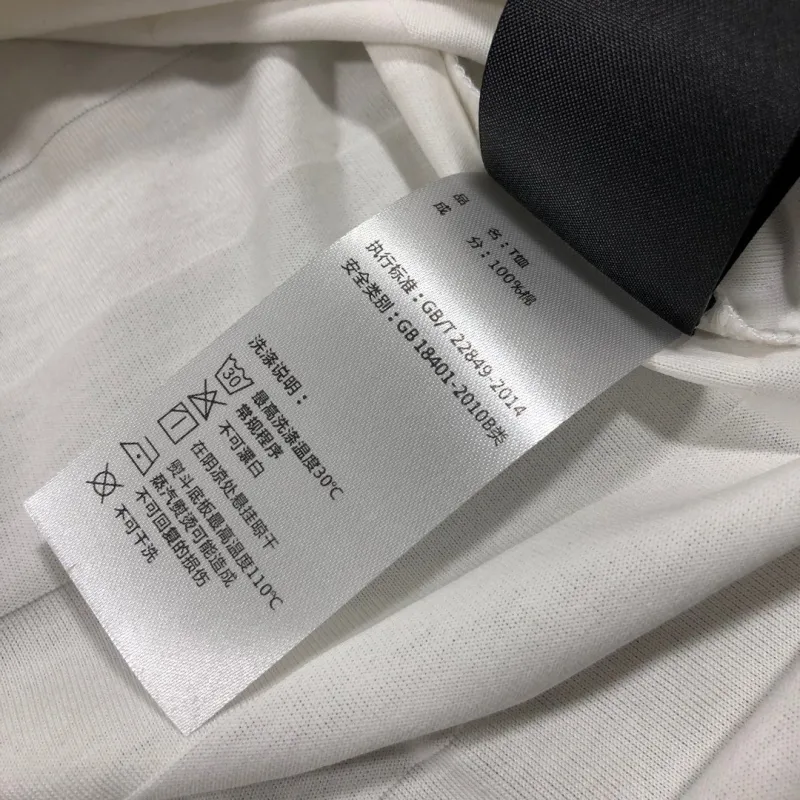 品 名：T恤
成 分：100%棉
执行标准：GB/T 22849-2014
安全类别：GB 18401-2010B类
洗涤说明：
30
最高洗涤温度30℃
常规程序
不可漂白
在阴凉处悬挂晾干
熨斗底板最高温度110℃
蒸汽熨烫可能造成
不可回复的损伤
不可干洗